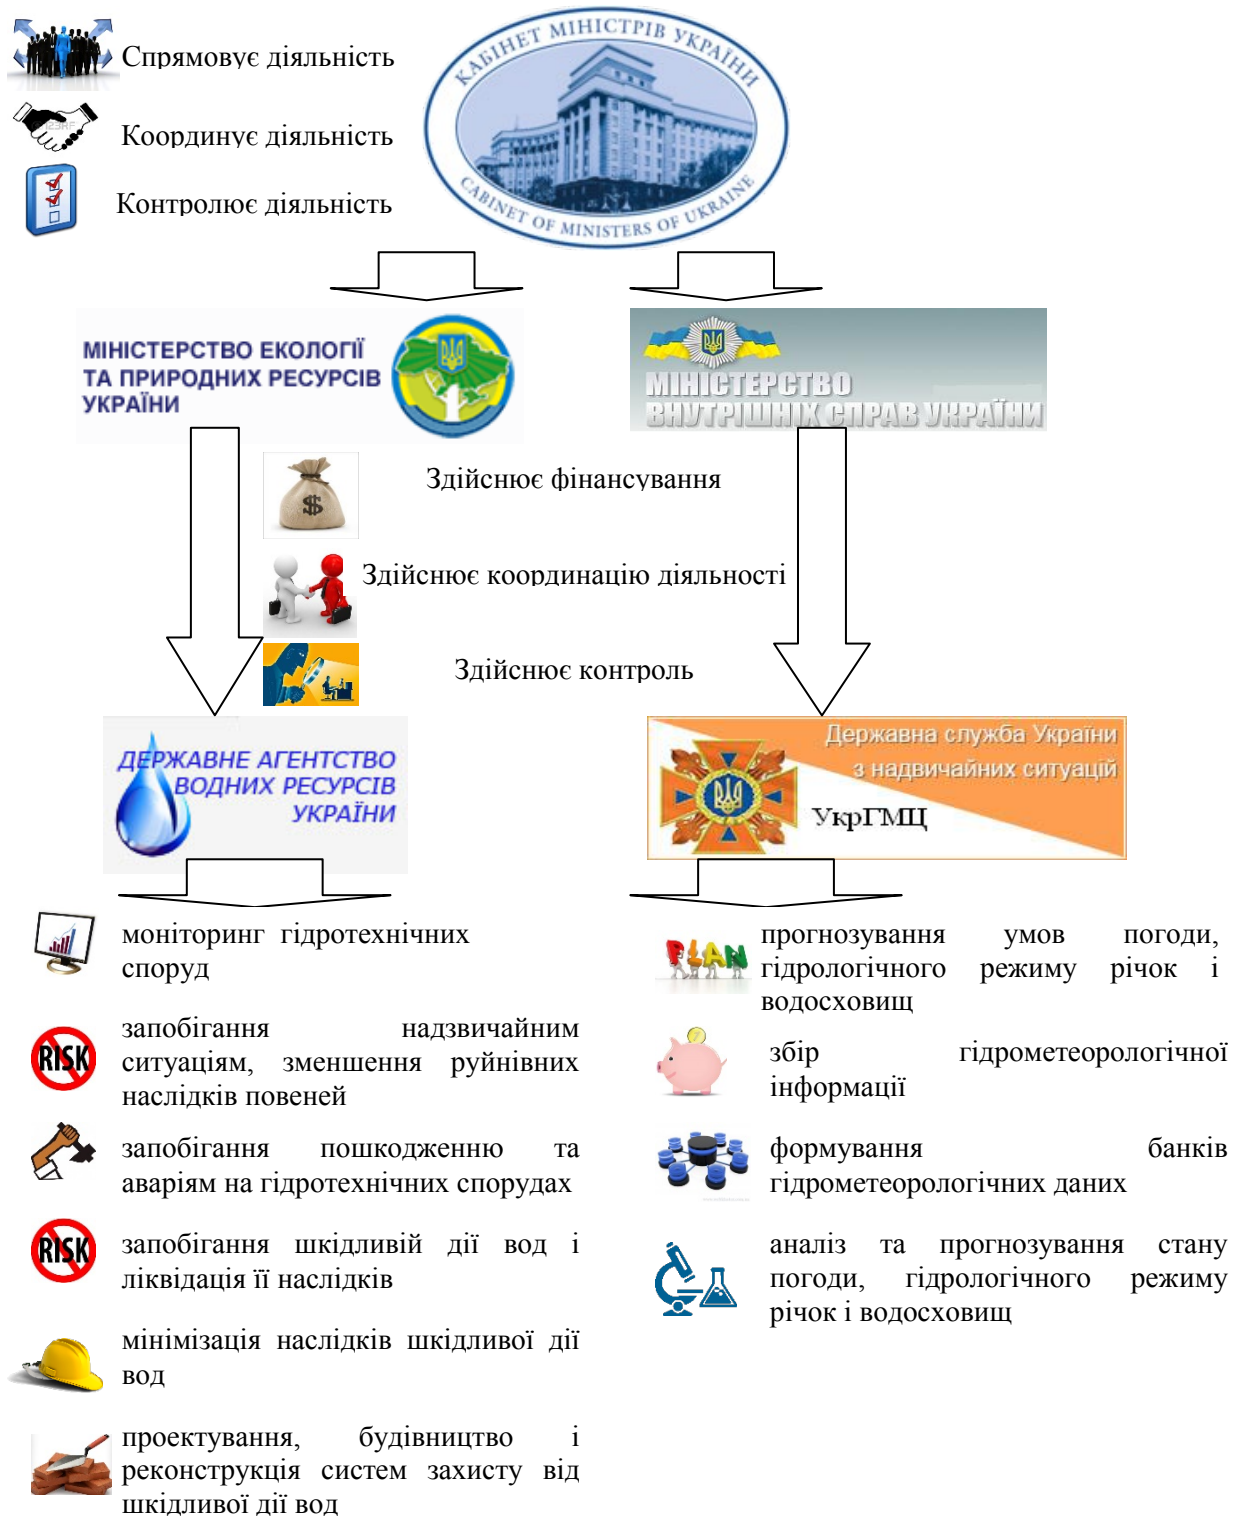 Спрямовує діяльність
Координує діяльність
Контролює діяльність
КАБІНЕТ МІНІСТРІВ УКРАЇНИ
CABINET OF MINISTERS OF UKRAINE
МІНІСТЕРСТВО ЕКОЛОГІЇ
ТА ПРИРОДНИХ РЕСУРСІВ
УКРАЇНИ
МІНІСТЕРСТВО
ВНУТРІШНІХ СПРАВ УКРАЇНИ
$
Здійснює фінансування
Здійснює координацію діяльності
Здійснює контроль
ДЕРЖАВНЕ АГЕНТСТВО
ВОДНИХ РЕСУРСІВ
УКРАЇНИ
Державна служба України
з надвичайних ситуацій
УкрГМЦ
моніторинг гідротехнічних
споруд
RISK
запобігання надзвичайним
ситуаціям, зменшення руйнівних
наслідків повеней
запобігання пошкодженню та
аваріям на гідротехнічних спорудах
RISK
запобігання шкідливій дії вод і
ліквідація її наслідків
мінімізація наслідків шкідливої дії
вод
проектування, будівництво і
реконструкція систем захисту від
шкідливої дії вод
PLAN
прогнозування умов погоди,
гідрологічного режиму річок і
водосховищ
збір гідрометеорологічної
інформації
формування банків
гідрометеорологічних даних
аналіз та прогнозування стану
погоди, гідрологічного режиму
річок і водосховищ